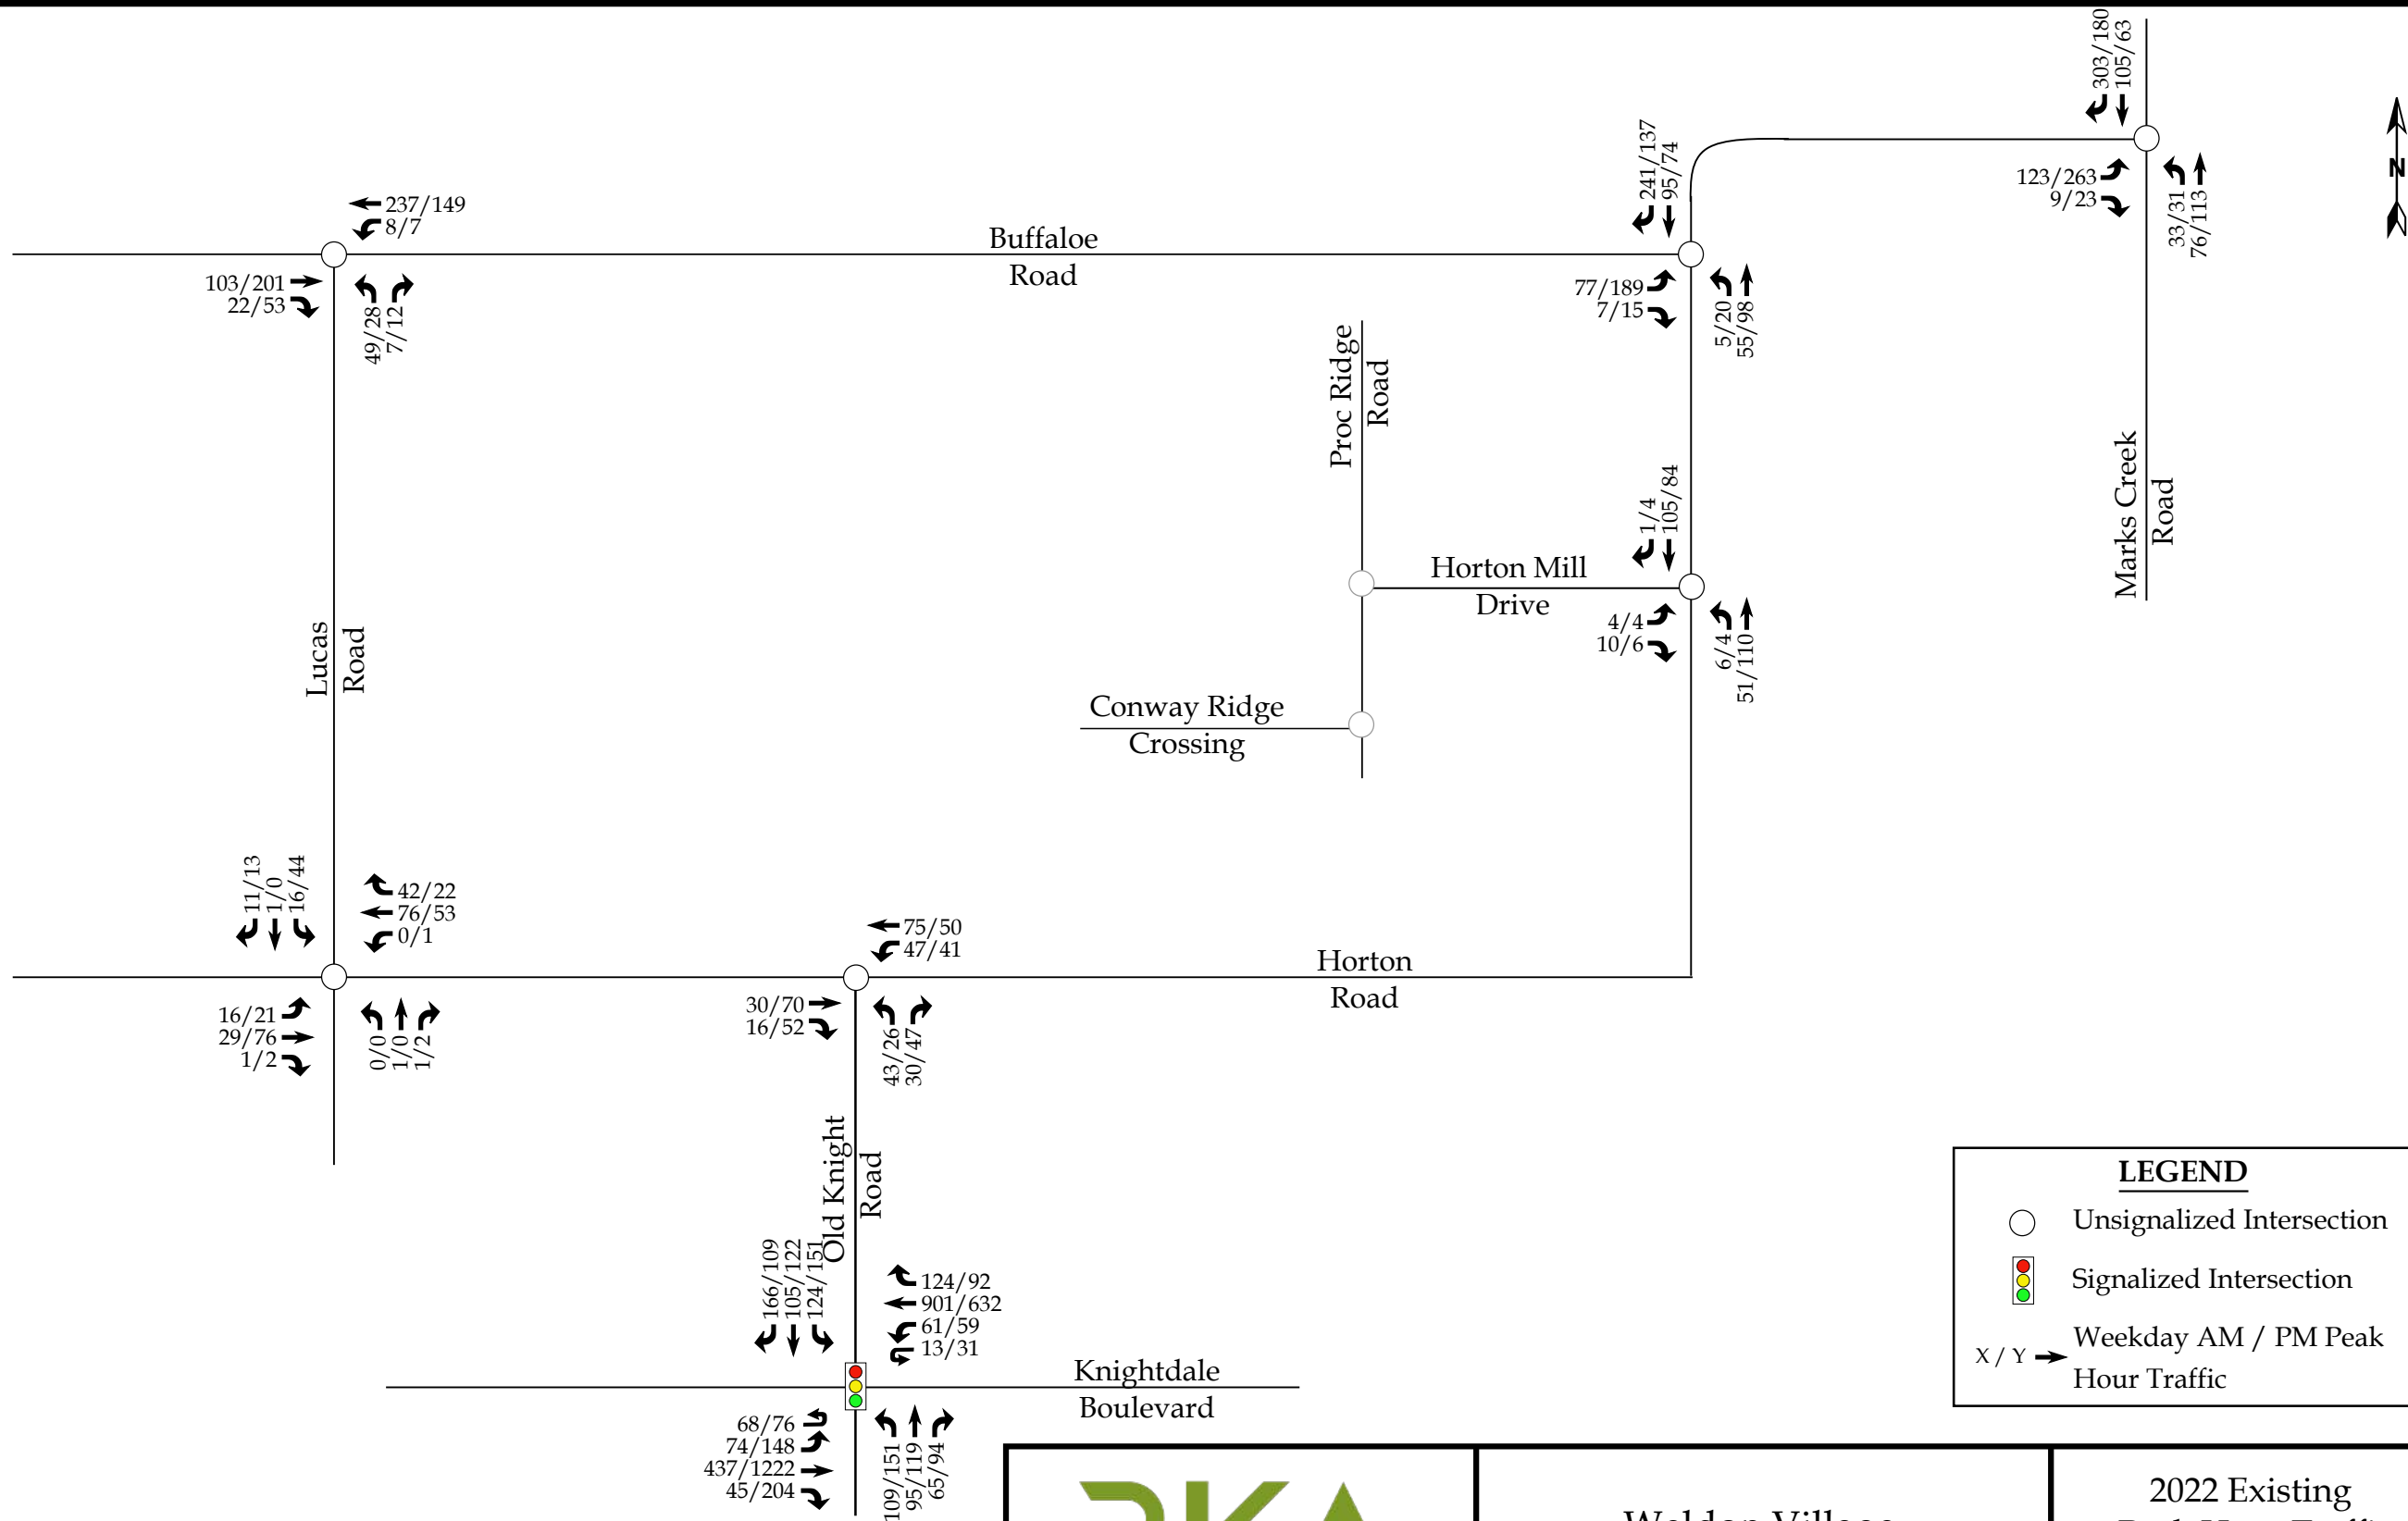 303/180
105/63
N
123/263
9/23
33/31
76/113
241/137
95/74
237/149
8/7
Buffaloe
Road
103/201
22/53
49/28
7/12
77/189
7/15
5/20
55/98
Proc Ridge
Road
Marks Creek
Road
1/4
105/84
Horton Mill
Drive
4/4
10/6
6/4
51/110
Lucas
Road
Conway Ridge
Crossing
11/13
1/0
16/44
42/22
76/53
0/1
75/50
47/41
Horton
Road
16/21
29/76
1/2
0/0
1/0
1/2
30/70
16/52
43/26
30/47
Old Knight
Road
166/109
105/122
124/151
124/92
901/632
61/59
13/31
Knightdale
Boulevard
68/76
74/148
437/1222
45/204
109/151
95/119
65/94
LEGEND
Unsignalized Intersection
Signalized Intersection
X / Y
Weekday AM / PM Peak
Hour Traffic
RKA
Weldon Village
2022 Existing
Peak Hour Traffic